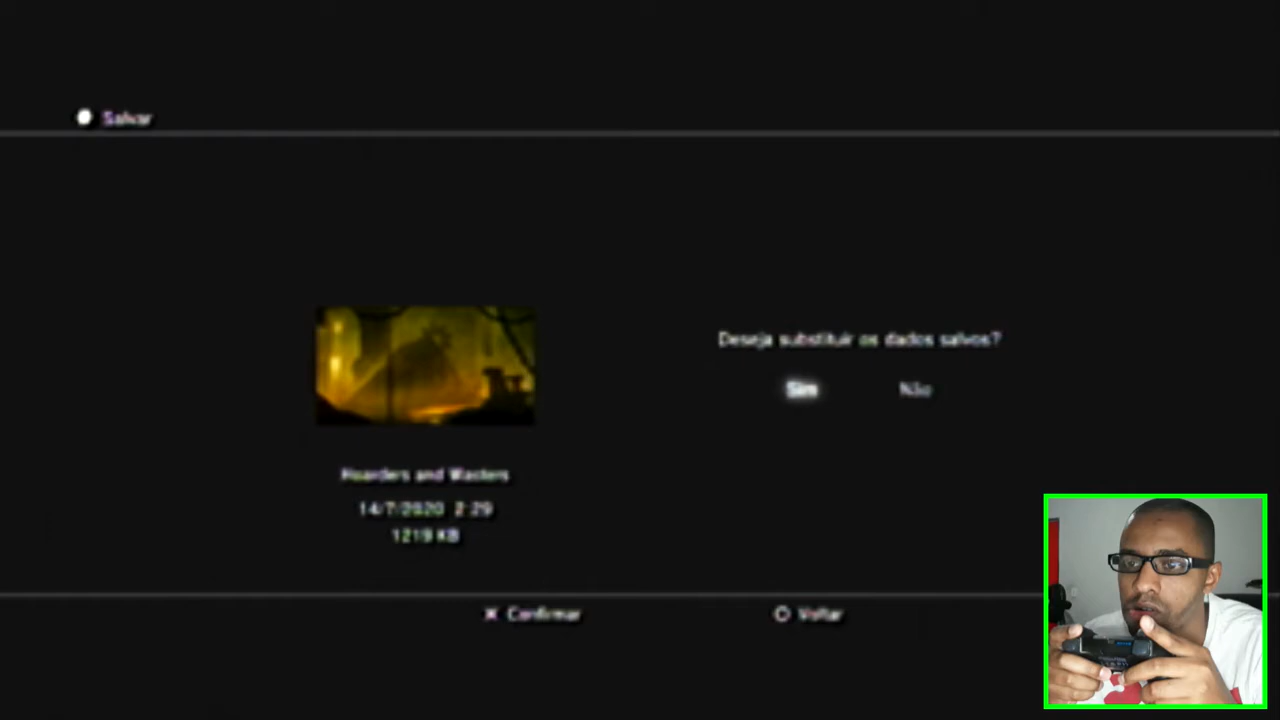 Salvar
Deseja substituir os dados salvos?
Sim Não
Hoarders and Wasters
14/7/2020 2:29
1219 KB
Confirmar Voltar